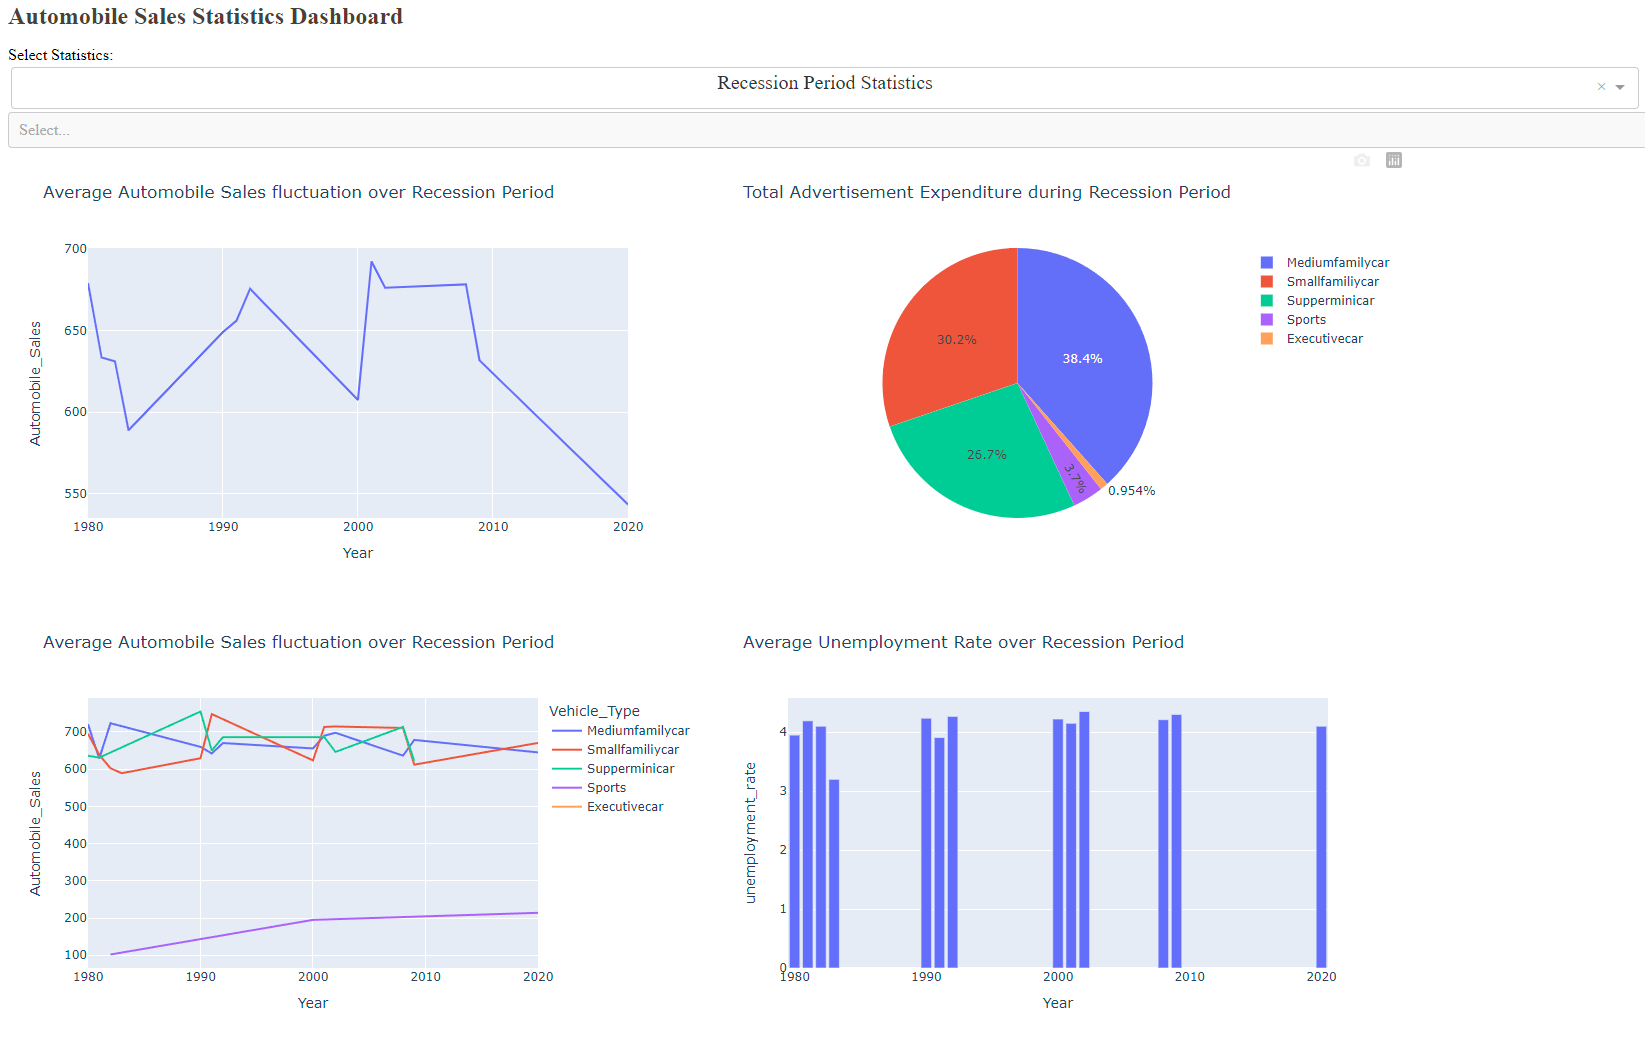 Automobile Sales Statistics Dashboard
Select Statistics:
Recession Period Statistics
×
Select...
Average Automobile Sales fluctuation over Recession Period
700
650
600
550
Automobile_Sales
1980 1990 2000 2010 2020
Year
Total Advertisement Expenditure during Recession Period
38.4%
30.2%
26.7%
3.7%
0.954%
Mediumfamilycar
Smallfamiliycar
Supperminicar
Sports
Executivecar
Average Automobile Sales fluctuation over Recession Period
700
600
500
400
300
200
100
Automobile_Sales
1980 1990 2000 2010 2020
Year
Vehicle_Type
Mediumfamilycar
Smallfamiliycar
Supperminicar
Sports
Executivecar
Average Unemployment Rate over Recession Period
4
3
2
1
0
unemployment_rate
1980 1990 2000 2010 2020
Year